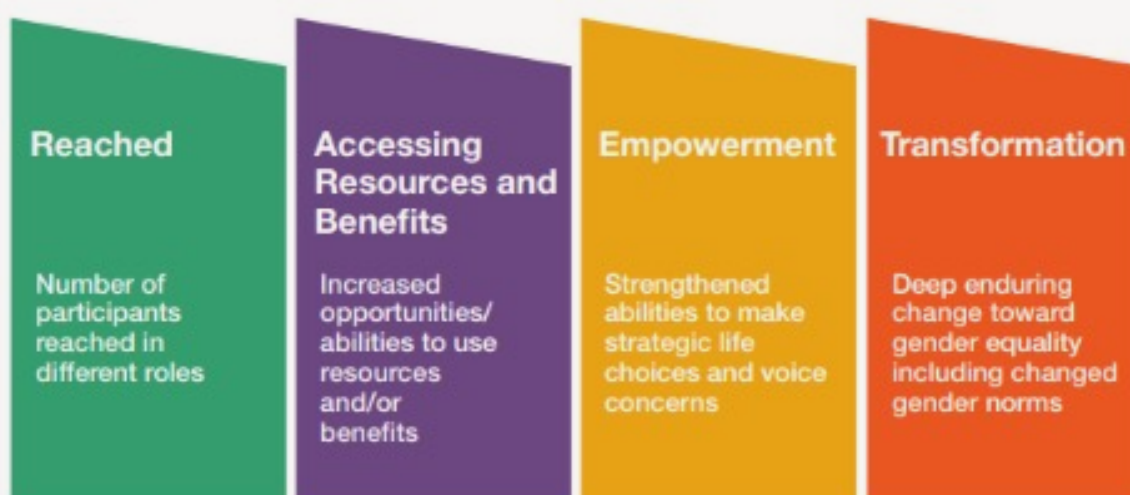 Reached
Number of
participants
reached in
different roles
Accessing
Resources and
Benefits
Increased
opportunities/
abilities to use
resources
and/or
benefits
Empowerment
Strengthened
abilities to make
strategic life
choices and voice
concerns
Transformation
Deep enduring
change toward
gender equality
including changed
gender norms